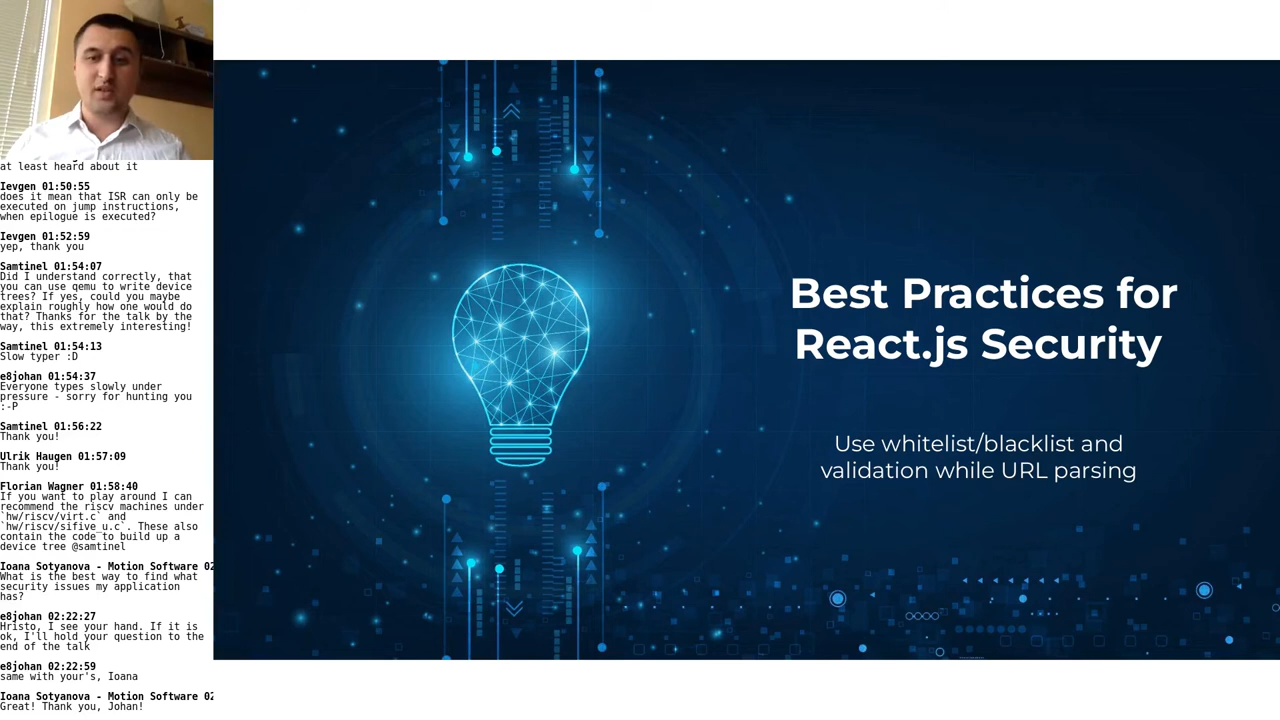 at least heard about it
Ievgen 01:50:55
does it mean that ISR can only be
executed on jump instructions,
when epilogue is executed?
Ievgen 01:52:59
yep, thank you
Samtinel 01:54:07
Did I understand correctly, that
you can use qemu to write device
trees? If yes, could you maybe
explain roughly how one would do
that? Thanks for the talk by the
way, this extremely interesting!
Samtinel 01:54:13
Slow typer :D
e8johan 01:54:37
Everyone types slowly under
pressure - sorry for hunting you
:-P
Samtinel 01:56:22
Thank you!
Ulrik Haugen 01:57:09
Thank you!
Florian Wagner 01:58:40
If you want to play around I can
recommend the riscv machines under
`hw/riscv/virt.c` and
`hw/riscv/sifive_u.c`. These also
contain the code to build up a
device tree @samtinel
Ioana Sotyanova - Motion Software 02
What is the best way to find what
security issues my application
has?
e8johan 02:22:27
Hristo, I see your hand. If it is
ok, I'll hold your question to the
end of the talk
e8johan 02:22:59
same with your's, Ioana
Ioana Sotyanova - Motion Software 02
Great! Thank you, Johan!
Best Practices for
React.js Security
Use whitelist/blacklist and
validation while URL parsing